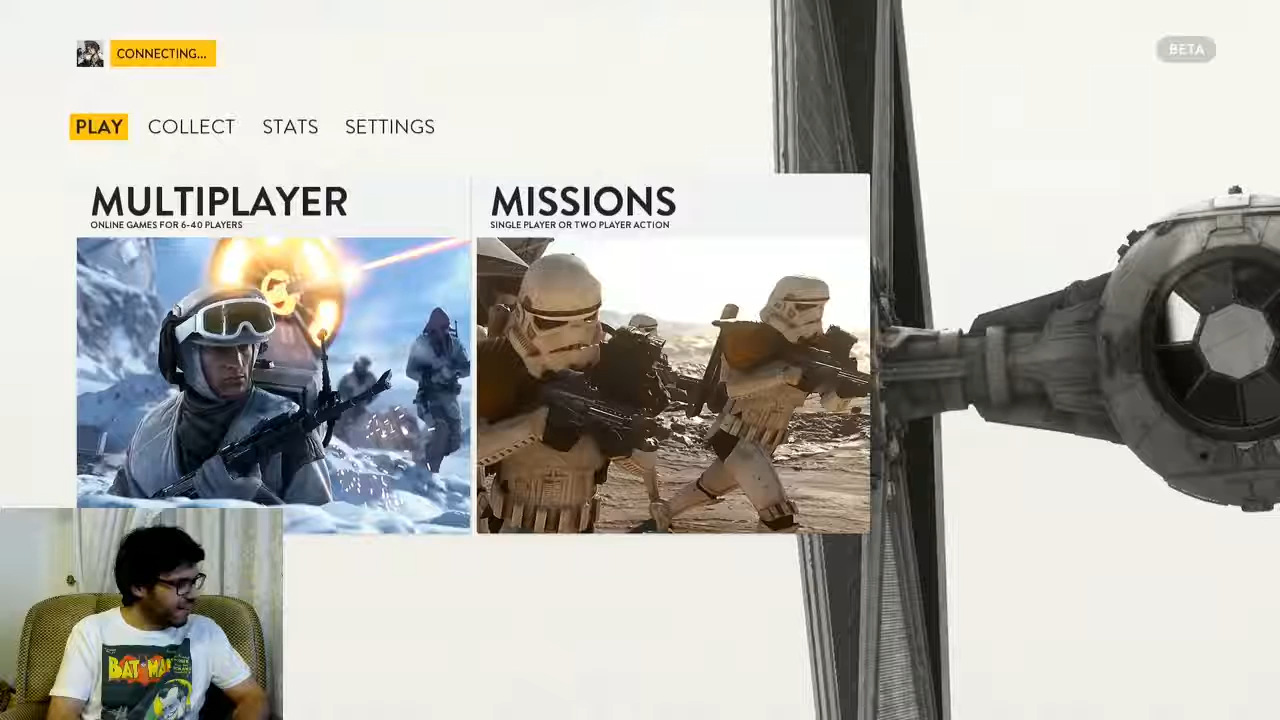 CONNECTING...
BETA
PLAY COLLECT STATS SETTINGS
MULTIPLAYER
ONLINE GAMES FOR 6-40 PLAYERS
MISSIONS
SINGLE PLAYER OR TWO PLAYER ACTION
BATMAN